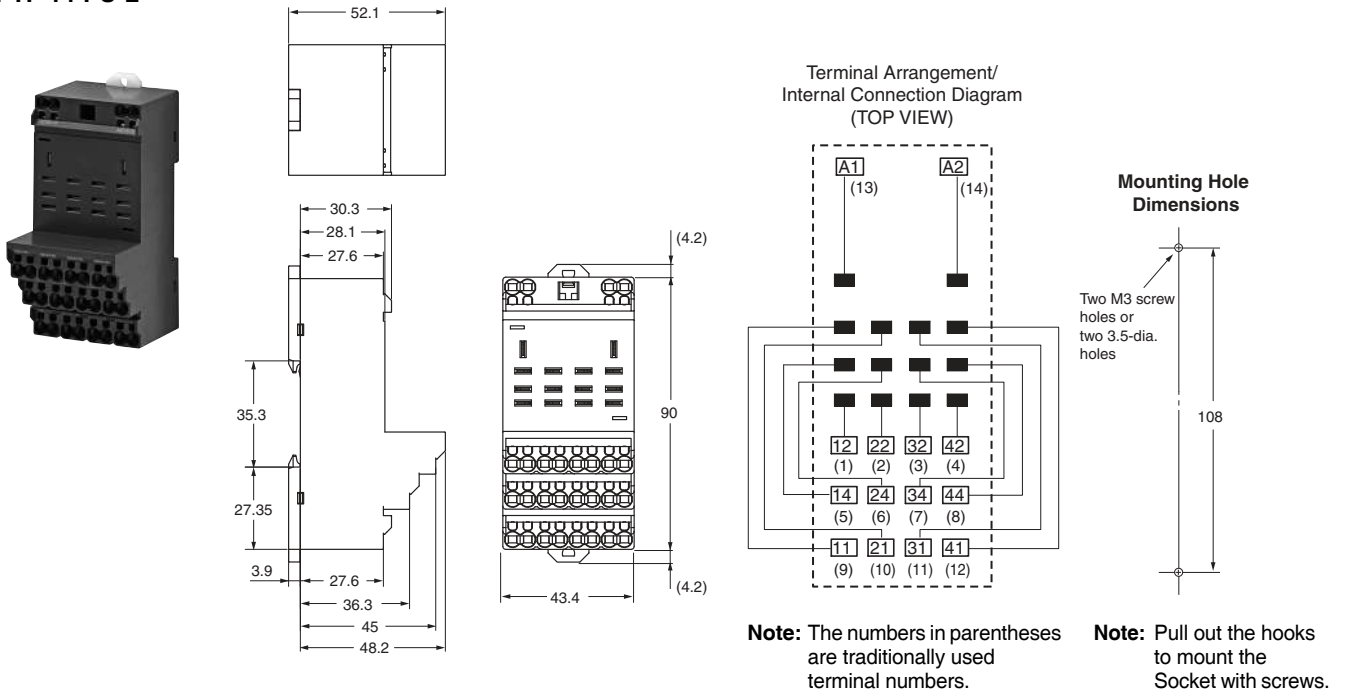 52.1
30.3
28.1
27.6
35.3
27.35
3.9
27.6
36.3
45
48.2
(4.2)
90
(4.2)
43.4
Terminal Arrangement/
Internal Connection Diagram
(TOP VIEW)
A1 A2
(13) (14)
12 22 32 42
(1) (2) (3) (4)
14 24 34 44
(5) (6) (7) (8)
11 21 31 41
(9) (10) (11) (12)
Note: The numbers in parentheses
are traditionally used
terminal numbers.
Mounting Hole
Dimensions
Two M3 screw
holes or
two 3.5-dia.
holes
108
Note: Pull out the hooks
to mount the
Socket with screws.